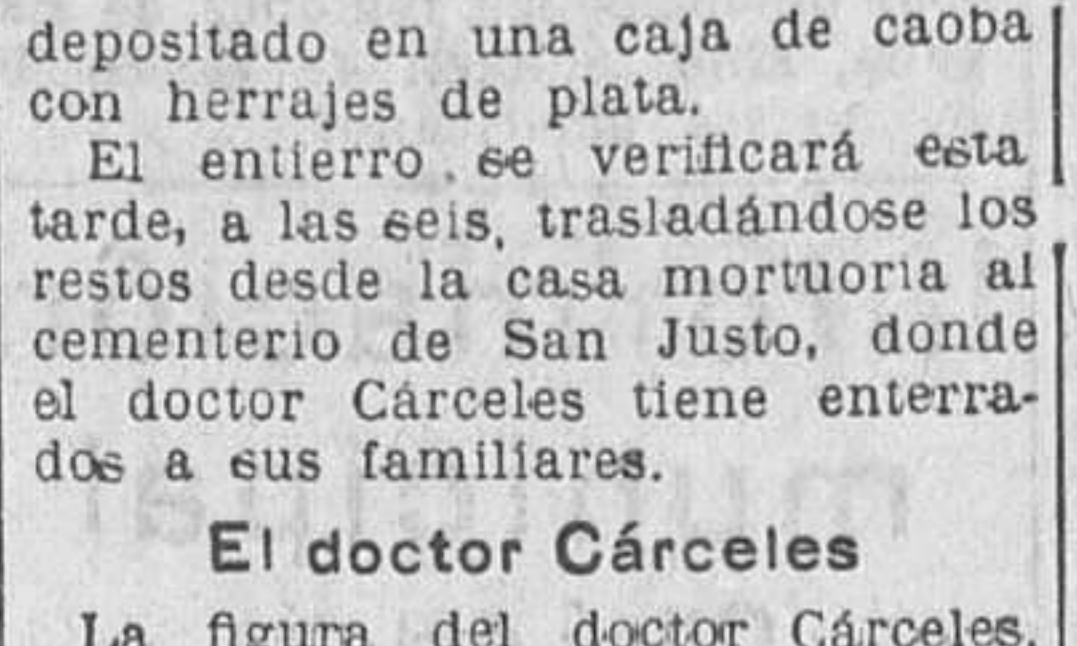 depositado en una caja de caoba
con herrajes de plata.
El entierro se verificará esta
tarde, a las seis, trasladándose los
restos desde la casa mortuoria al
cementerio de San Justo, donde
el doctor Cárceles tiene enterra-
dos a sus familiares.
El doctor Cárceles
La figura del doctor Cárceles,